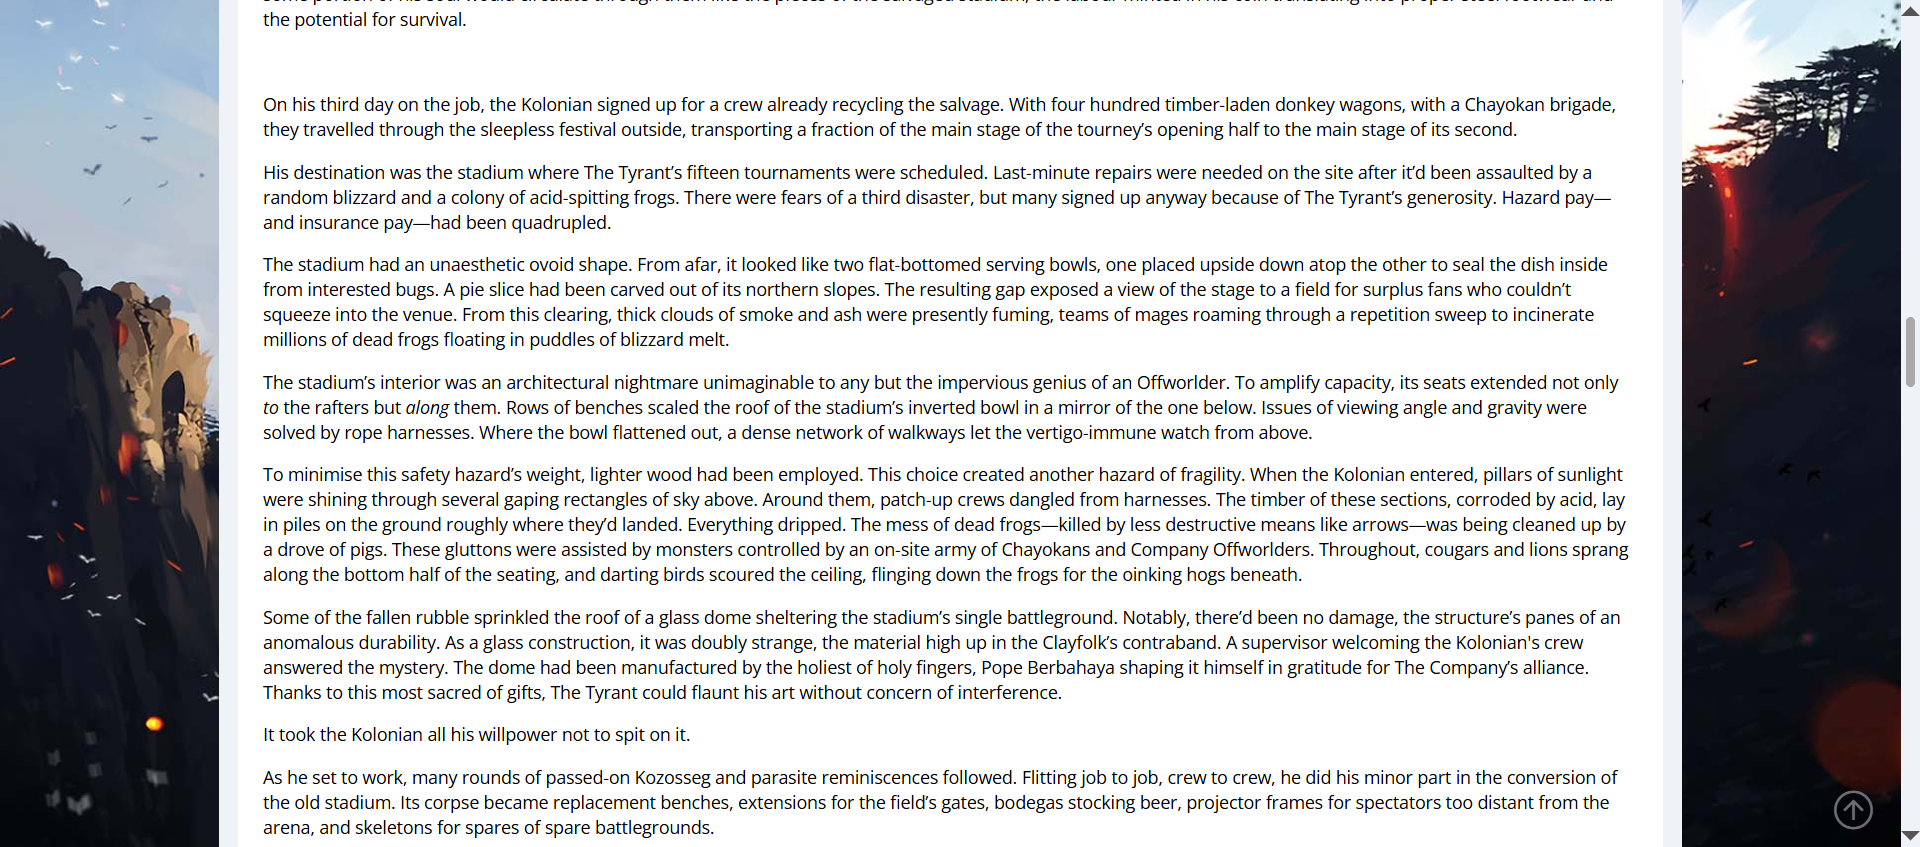 the potential for survival.
On his third day on the job, the Kolonian signed up for a crew already recycling the salvage. With four hundred timber-laden donkey wagons, with a Chayokan brigade,
they travelled through the sleepless festival outside, transporting a fraction of the main stage of the tourney’s opening half to the main stage of its second.
His destination was the stadium where The Tyrant’s fifteen tournaments were scheduled. Last-minute repairs were needed on the site after it’d been assaulted by a
random blizzard and a colony of acid-spitting frogs. There were fears of a third disaster, but many signed up anyway because of The Tyrant’s generosity. Hazard pay—
and insurance pay—had been quadrupled.
The stadium had an unaesthetic ovoid shape. From afar, it looked like two flat-bottomed serving bowls, one placed upside down atop the other to seal the dish inside
from interested bugs. A pie slice had been carved out of its northern slopes. The resulting gap exposed a view of the stage to a field for surplus fans who couldn’t
squeeze into the venue. From this clearing, thick clouds of smoke and ash were presently fuming, teams of mages roaming through a repetition sweep to incinerate
millions of dead frogs floating in puddles of blizzard melt.
The stadium’s interior was an architectural nightmare unimaginable to any but the impervious genius of an Offworlder. To amplify capacity, its seats extended not only
to the rafters but along them. Rows of benches scaled the roof of the stadium’s inverted bowl in a mirror of the one below. Issues of viewing angle and gravity were
solved by rope harnesses. Where the bowl flattened out, a dense network of walkways let the vertigo-immune watch from above.
To minimise this safety hazard’s weight, lighter wood had been employed. This choice created another hazard of fragility. When the Kolonian entered, pillars of sunlight
were shining through several gaping rectangles of sky above. Around them, patch-up crews dangled from harnesses. The timber of these sections, corroded by acid, lay
in piles on the ground roughly where they’d landed. Everything dripped. The mess of dead frogs—killed by less destructive means like arrows—was being cleaned up by
a drove of pigs. These gluttons were assisted by monsters controlled by an on-site army of Chayokans and Company Offworlders. Throughout, cougars and lions sprang
along the bottom half of the seating, and darting birds scoured the ceiling, flinging down the frogs for the oinking hogs beneath.
Some of the fallen rubble sprinkled the roof of a glass dome sheltering the stadium’s single battleground. Notably, there’d been no damage, the structure’s panes of an
anomalous durability. As a glass construction, it was doubly strange, the material high up in the Clayfolk’s contraband. A supervisor welcoming the Kolonian's crew
answered the mystery. The dome had been manufactured by the holiest of holy fingers, Pope Berbahaya shaping it himself in gratitude for The Company’s alliance.
Thanks to this most sacred of gifts, The Tyrant could flaunt his art without concern of interference.
It took the Kolonian all his willpower not to spit on it.
As he set to work, many rounds of passed-on Kozosseg and parasite reminiscences followed. Flitting job to job, crew to crew, he did his minor part in the conversion of
the old stadium. Its corpse became replacement benches, extensions for the field’s gates, bodegas stocking beer, projector frames for spectators too distant from the
arena, and skeletons for spares of spare battlegrounds.